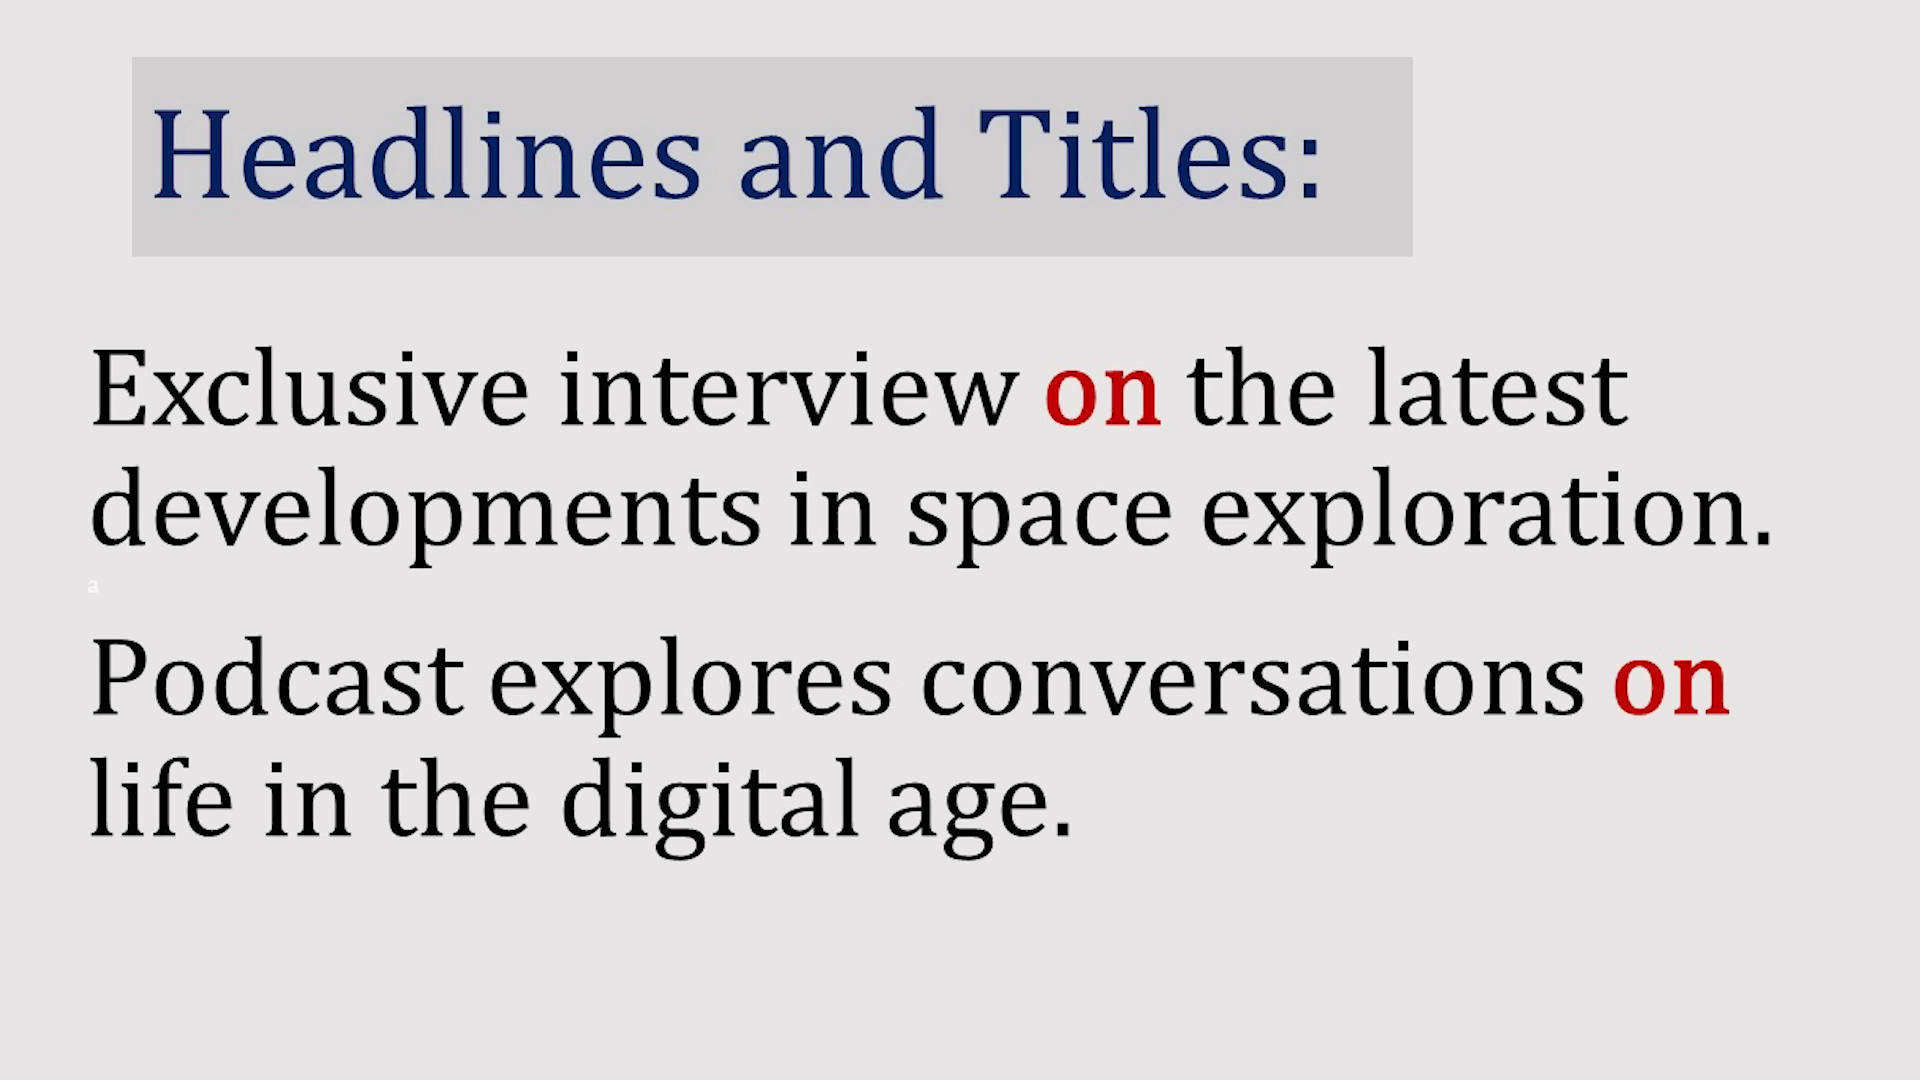 Headlines and Titles:
Exclusive interview on the latest
developments in space exploration.
a
Podcast explores conversations on
life in the digital age.